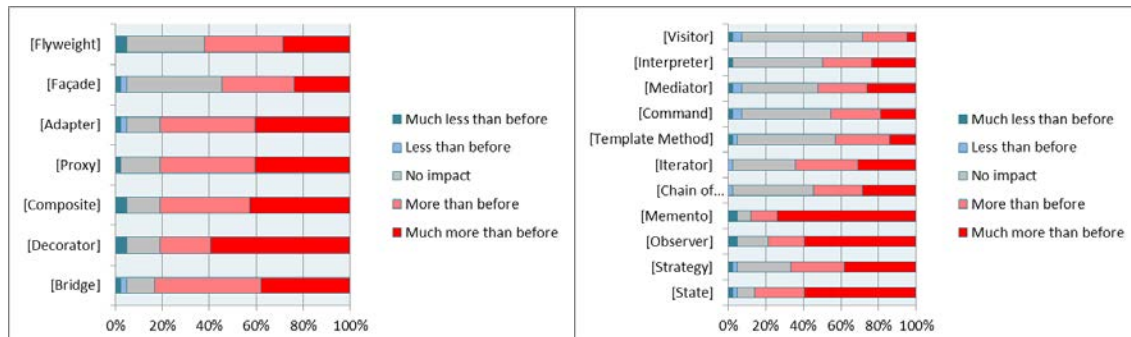 [Flyweight]
[Façade]
[Adapter]
[Proxy]
[Composite]
[Decorator]
[Bridge]
0% 20% 40% 60% 80% 100%
Much less than before
Less than before
No impact
More than before
Much more than before
[Visitor]
[Interpreter]
[Mediator]
[Command]
[Template Method]
[Iterator]
[Chain of...
[Memento]
[Observer]
[Strategy]
[State]
0% 20% 40% 60% 80% 100%
Much less than before
Less than before
No impact
More than before
Much more than before